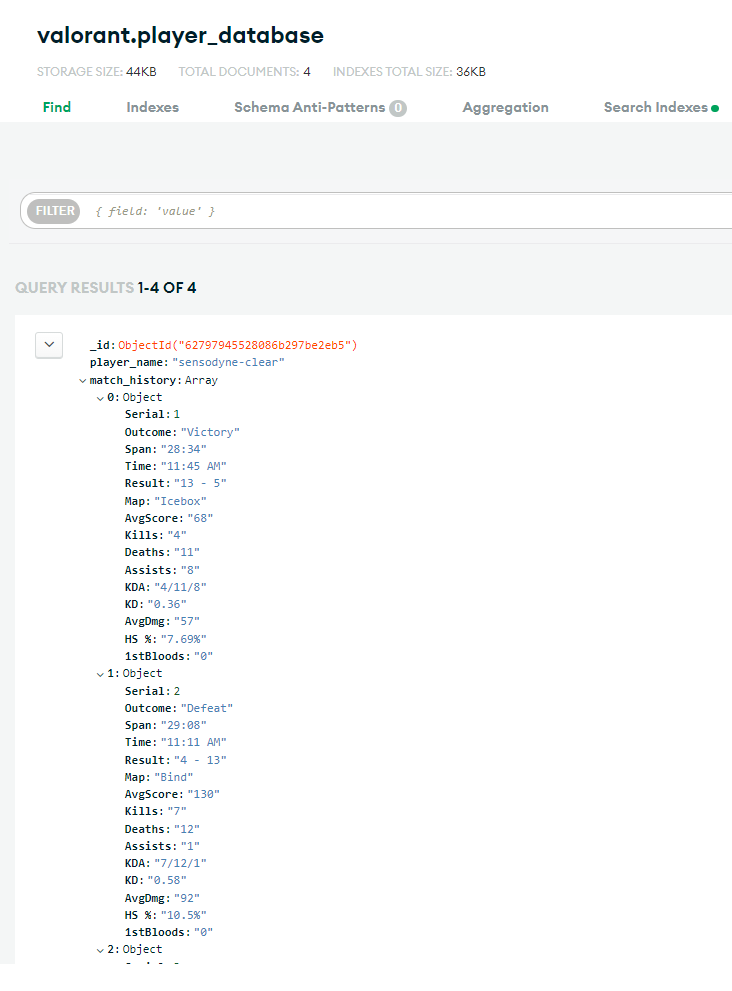 valorant.player_database
STORAGE SIZE: 44KB TOTAL DOCUMENTS: 4 INDEXES TOTAL SIZE: 36KB
Find Indexes Schema Anti-Patterns 0 Aggregation Search Indexes
FILTER { field: 'value' }
QUERY RESULTS 1-4 OF 4
_id: ObjectId("62797945528086b297be2eb5")
player_name: "sensodyne-clear"
match_history: Array
0: Object
Serial: 1
Outcome: "Victory"
Span: "28:34"
Time: "11:45 AM"
Result: "13 - 5"
Map: "Icebox"
AvgScore: "68"
Kills: "4"
Deaths: "11"
Assists: "8"
KDA: "4/11/8"
KD: "0.36"
AvgDmg: "57"
HS %: "7.69%"
1stBloods: "0"
1: Object
Serial: 2
Outcome: "Defeat"
Span: "29:08"
Time: "11:11 AM"
Result: "4 - 13"
Map: "Bind"
AvgScore: "130"
Kills: "7"
Deaths: "12"
Assists: "1"
KDA: "7/12/1"
KD: "0.58"
AvgDmg: "92"
HS %: "10.5%"
1stBloods: "0"
2: Object